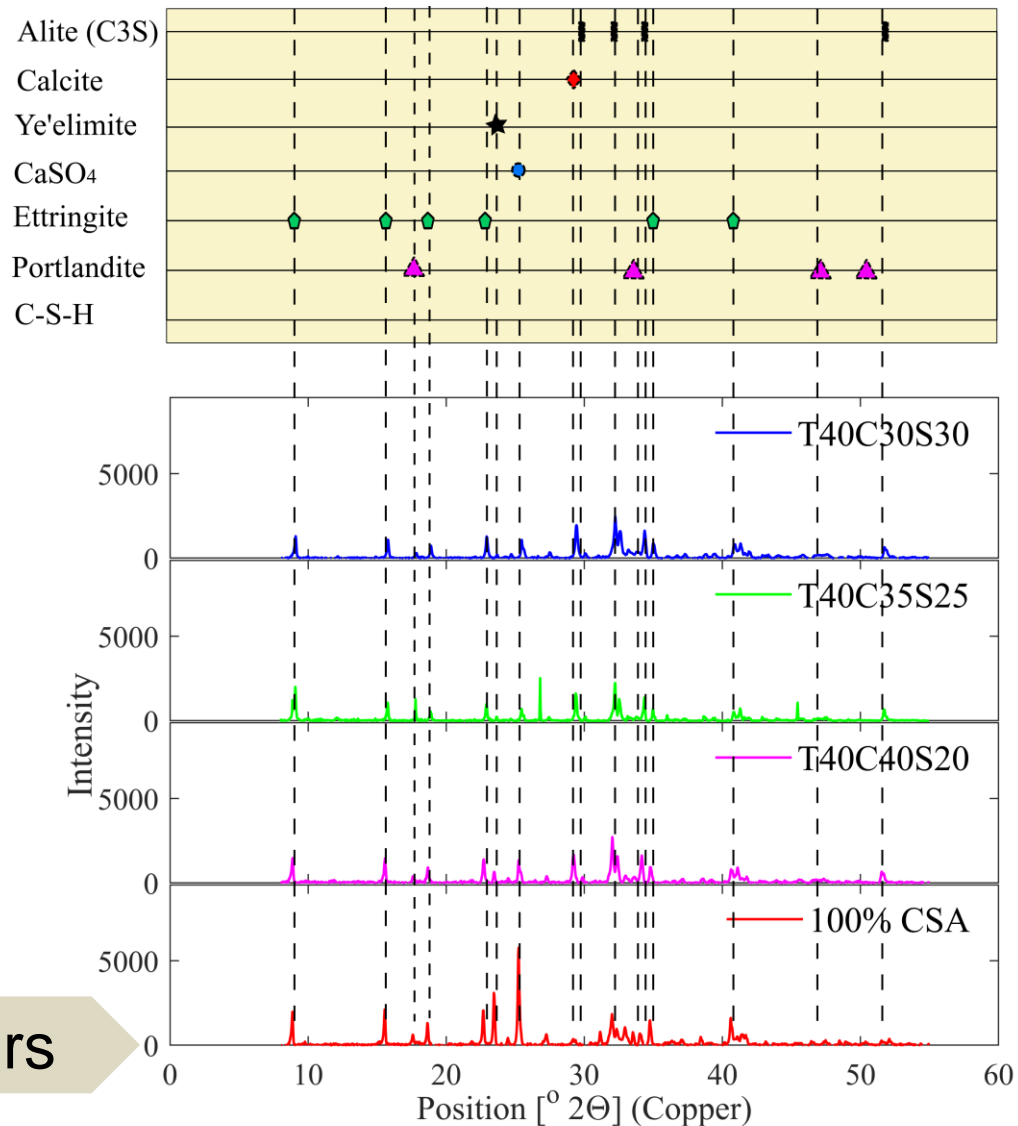 Alite (C3S)
Calcite
Ye'elimite
CaSO4
Ettringite
Portlandite
C-S-H
T40C30S30
5000
0
T40C35S25
5000
0
T40C40S20
5000
0
100% CSA
5000
0
Intensity
rs
0 10 20 30 40 50 60
Position [° 2Θ] (Copper)